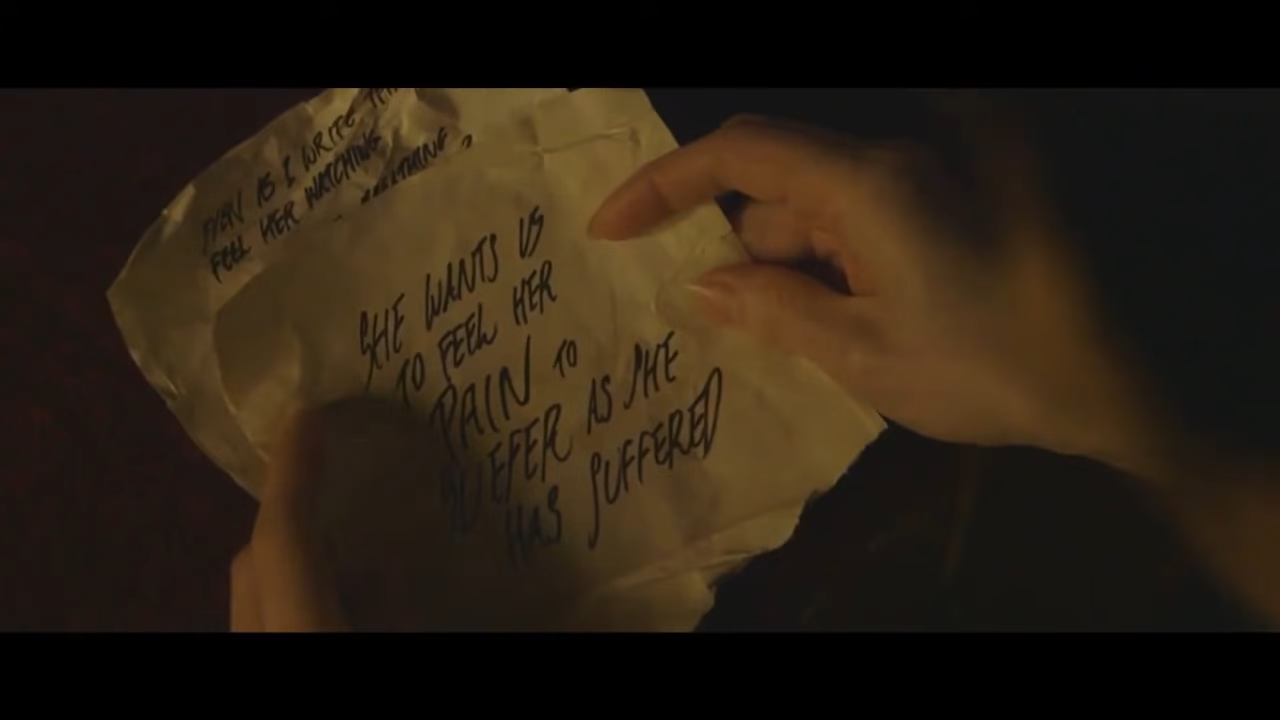 EVEN AS I WRITE THIS
FEEL HER WATCHING
SHE WANTS US
TO FEEL HER
PAIN TO
SUFFER AS SHE
HAS SUFFERED